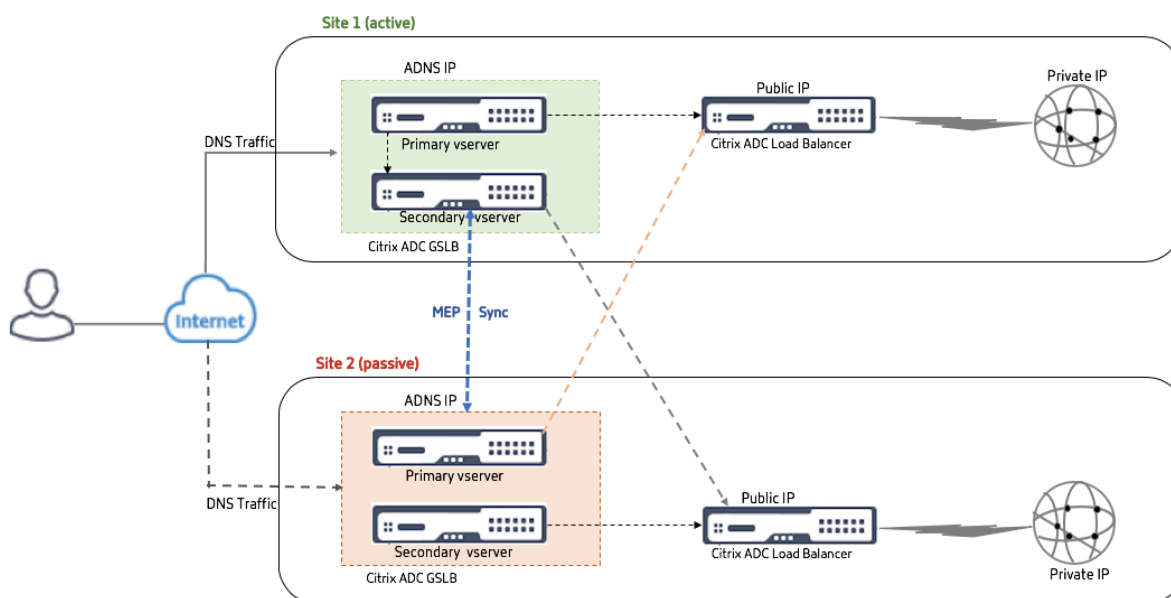 Site 1 (active)
ADNS IP
Primary vserver
Secondary vserver
Citrix ADC GSLB
Public IP
Citrix ADC Load Balancer
Private IP
DNS Traffic
Internet
MEP Sync
Site 2 (passive)
ADNS IP
Primary vserver
Secondary vserver
Citrix ADC GSLB
DNS Traffic
Public IP
Citrix ADC Load Balancer
Private IP